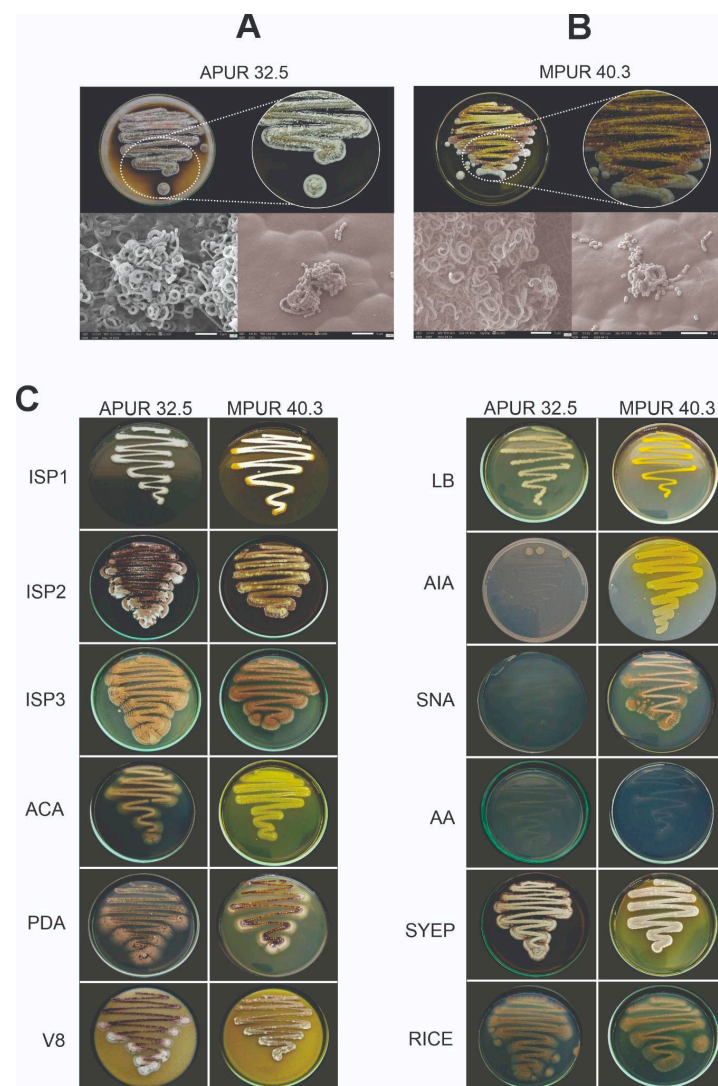 A
B
APUR 32.5
MPUR 40.3
C
APUR 32.5
MPUR 40.3
APUR 32.5
MPUR 40.3
ISP1
LB
ISP2
AIA
ISP3
SNA
ACA
AA
PDA
SYEP
V8
RICE